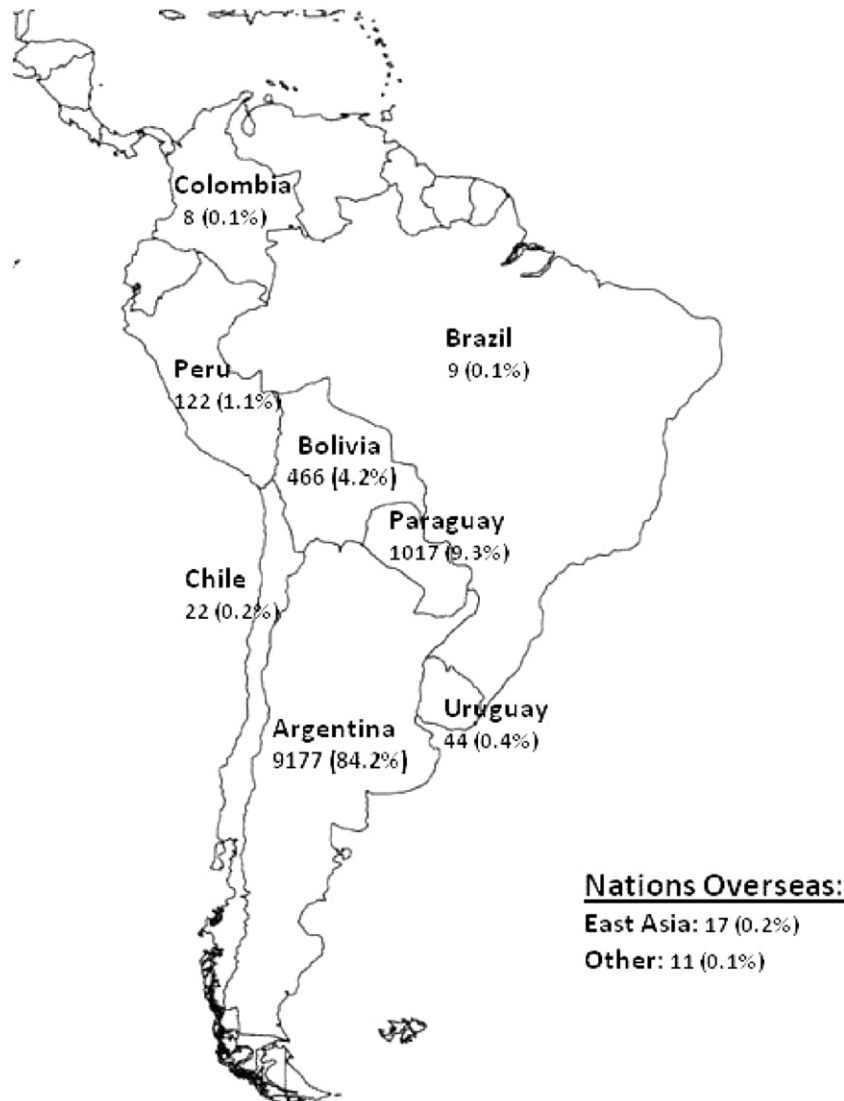 Colombia
8 (0.1%)
Brazil
9 (0.1%)
Peru
122 (1.1%)
Bolivia
466 (4.2%)
Paraguay
1017 (9.3%)
Chile
22 (0.2%)
Uruguay
44 (0.4%)
Argentina
9177 (84.2%)
Nations Overseas:
East Asia: 17 (0.2%)
Other: 11 (0.1%)